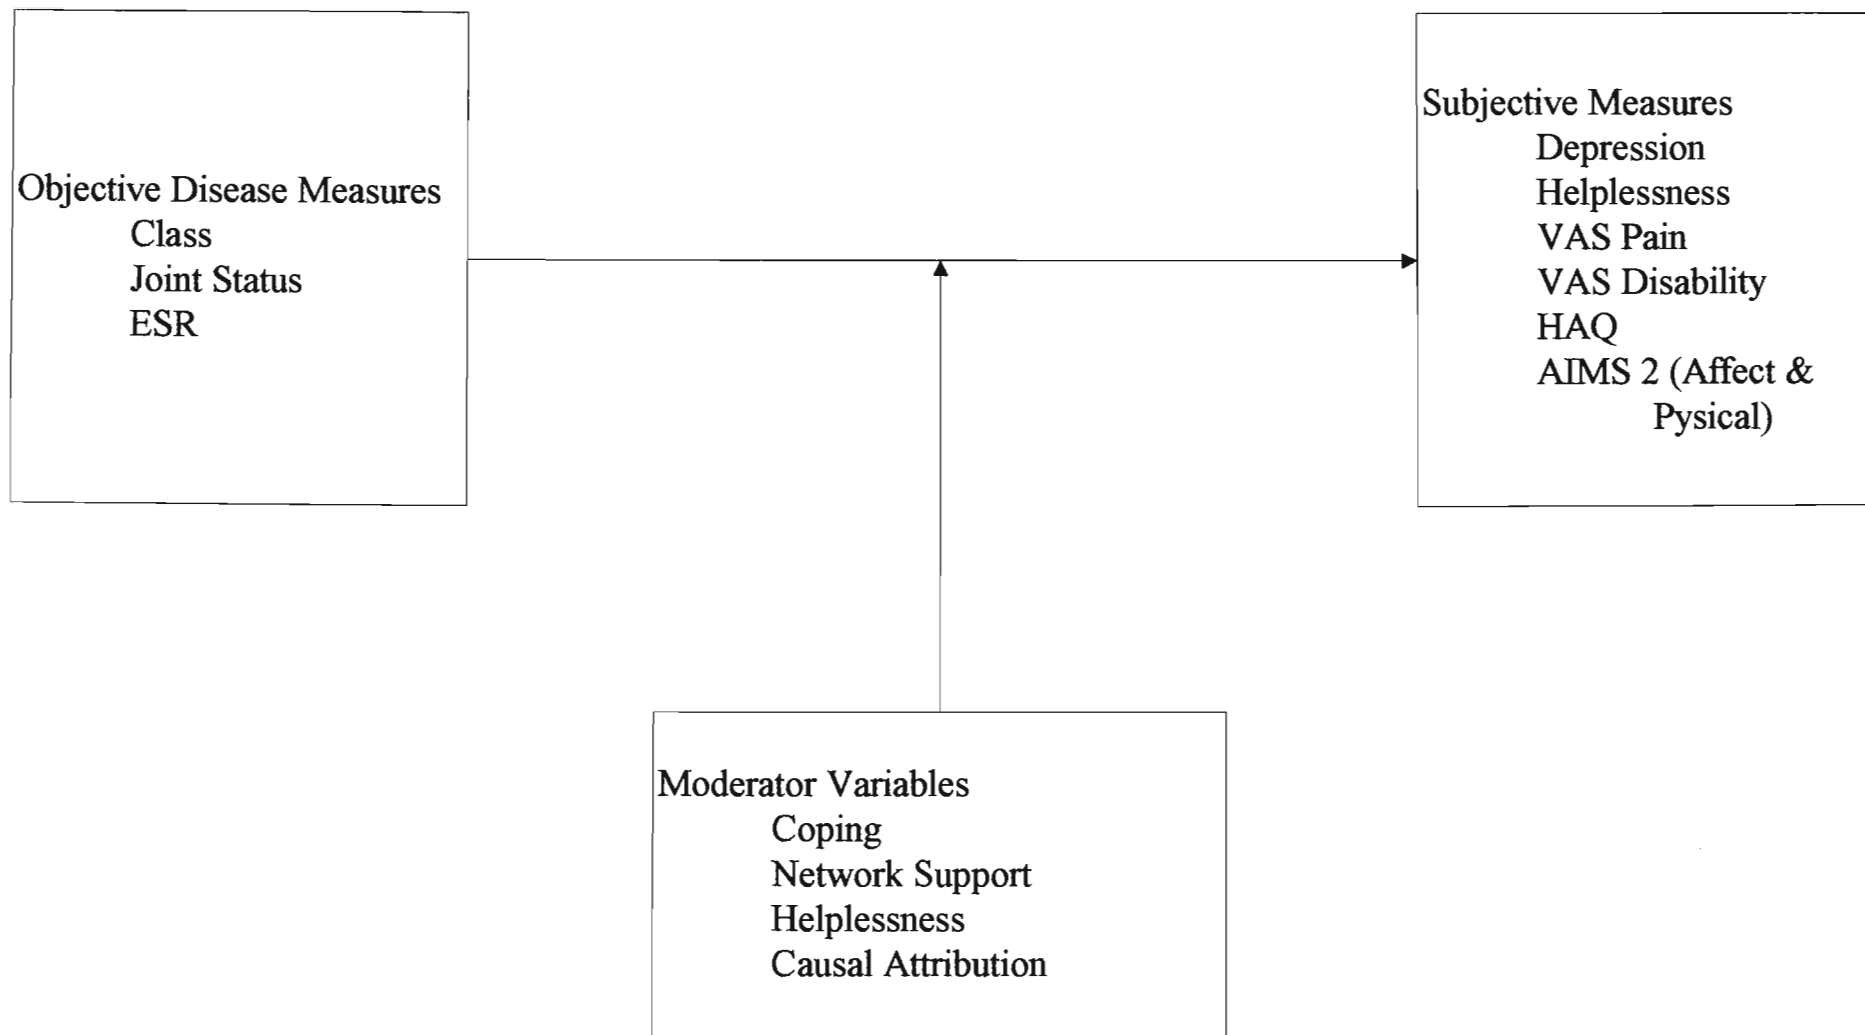 Objective Disease Measures
Class
Joint Status
ESR
Subjective Measures
Depression
Helplessness
VAS Pain
VAS Disability
HAQ
AIMS 2 (Affect &
Pysical)
Moderator Variables
Coping
Network Support
Helplessness
Causal Attribution